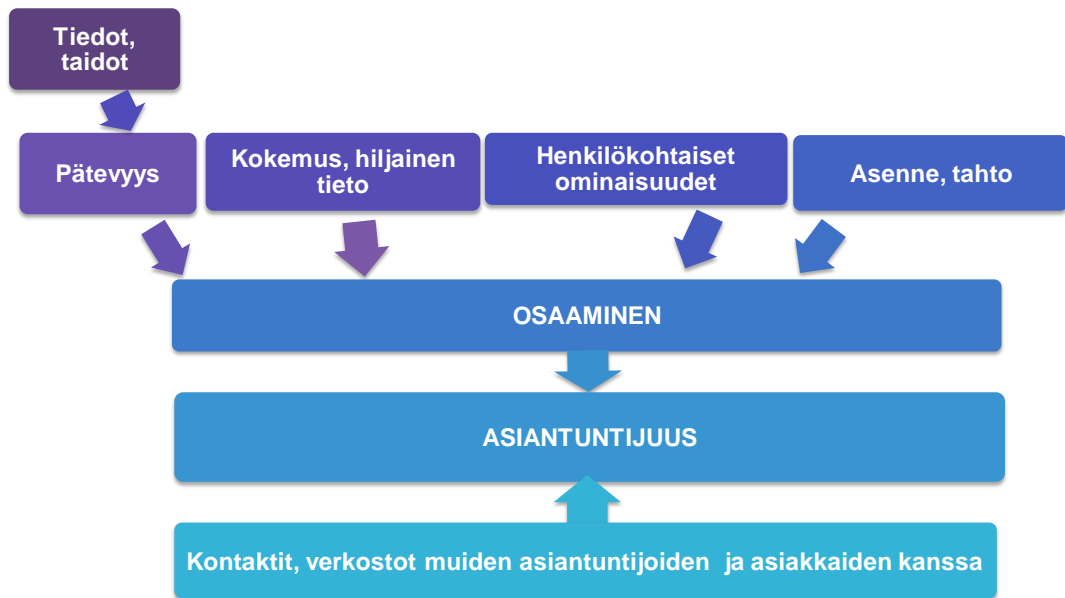 Tiedot,
taidot
Pätevyys
Kokemus, hiljainen
tieto
Henkilökohtaiset
ominaisuudet
Asenne, tahto
OSAAMINEN
ASIANTUNTIJUUS
Kontaktit, verkostot muiden asiantuntijoiden ja asiakkaiden kanssa